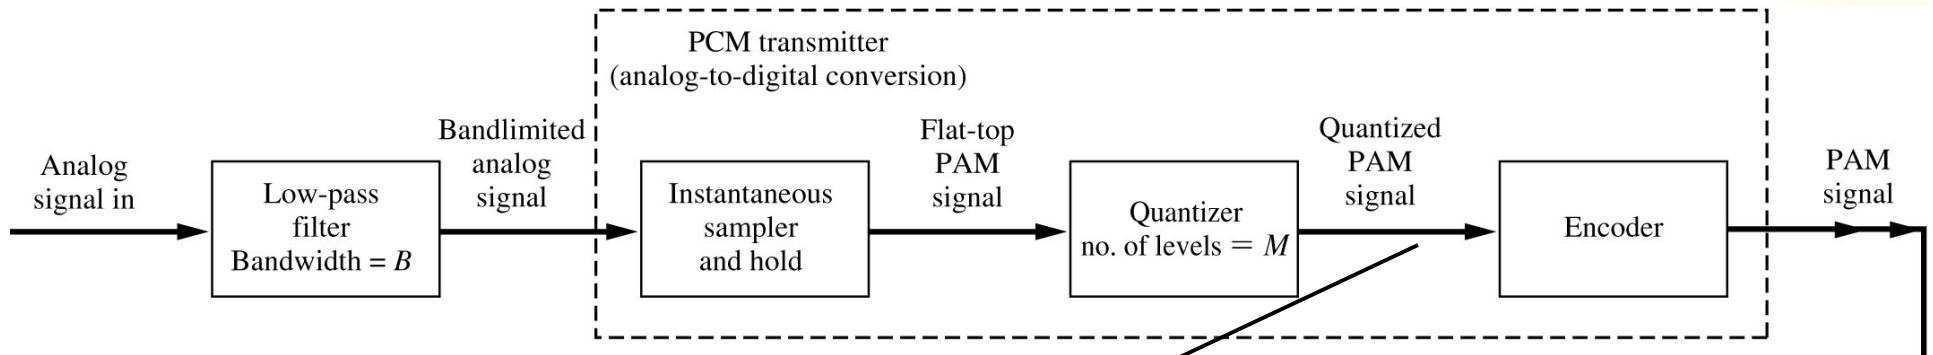 PCM transmitter
(analog-to-digital conversion)
Analog
signal in
Low-pass
filter
Bandwidth = B
Bandlimited
analog
signal
Instantaneous
sampler
and hold
Flat-top
PAM
signal
Quantizer
no. of levels = M
Quantized
PAM
signal
Encoder
PAM
signal